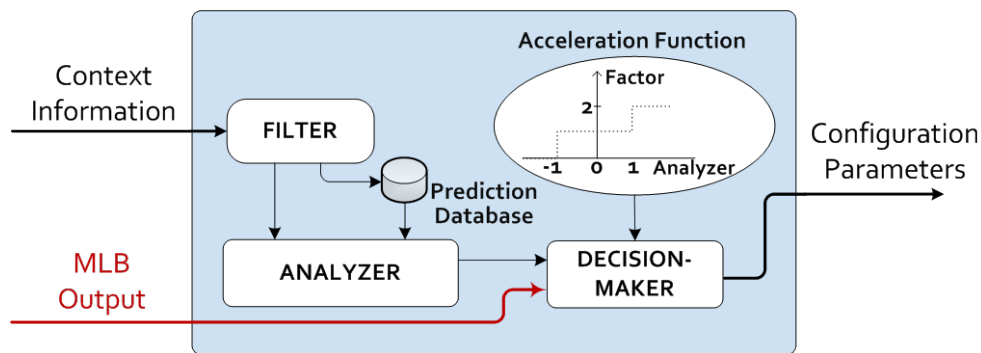 Acceleration Function
Context
Information
Factor
2
-1
0
1
Analyzer
FILTER
Configuration
Parameters
Prediction
Database
MLB
Output
ANALYZER
DECISION-
MAKER